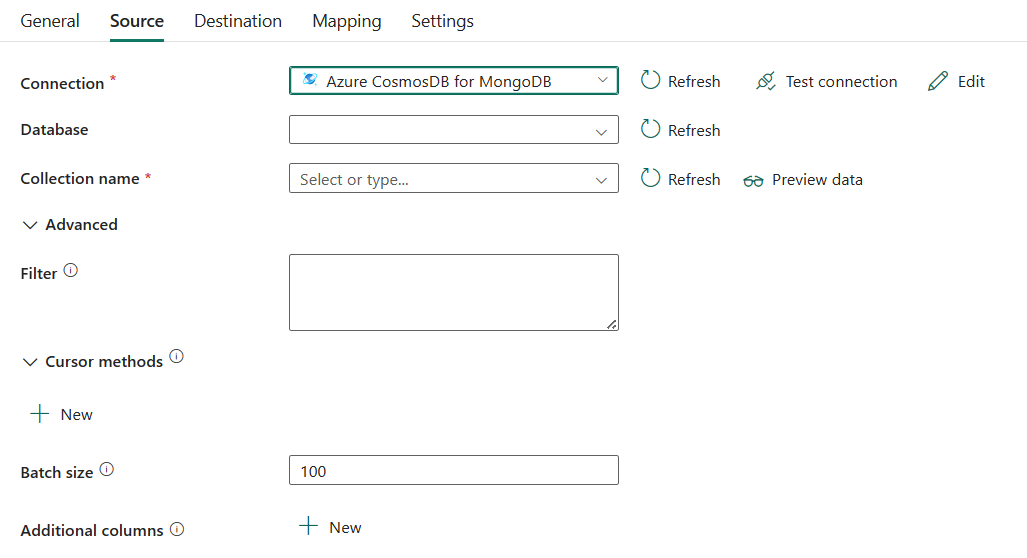 General Source Destination Mapping Settings
Connection * Azure CosmosDB for MongoDB Refresh Test connection Edit
Database Refresh
Collection name * Select or type... Refresh Preview data
Advanced
Filter
Cursor methods
New
Batch size 100
Additional columns New